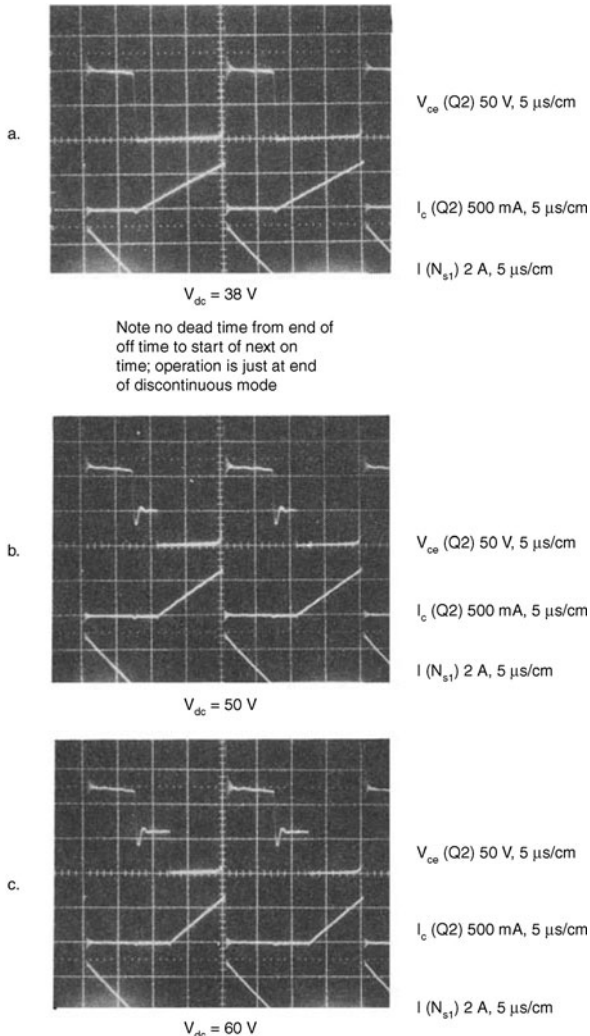 a.
V_ce (Q2) 50 V, 5 μs/cm
I_c (Q2) 500 mA, 5 μs/cm
I (N_s1) 2 A, 5 μs/cm
V_dc = 38 V
Note no dead time from end of
off time to start of next on
time; operation is just at end
of discontinuous mode
b.
V_ce (Q2) 50 V, 5 μs/cm
I_c (Q2) 500 mA, 5 μs/cm
I (N_s1) 2 A, 5 μs/cm
V_dc = 50 V
c.
V_ce (Q2) 50 V, 5 μs/cm
I_c (Q2) 500 mA, 5 μs/cm
I (N_s1) 2 A, 5 μs/cm
V_dc = 60 V